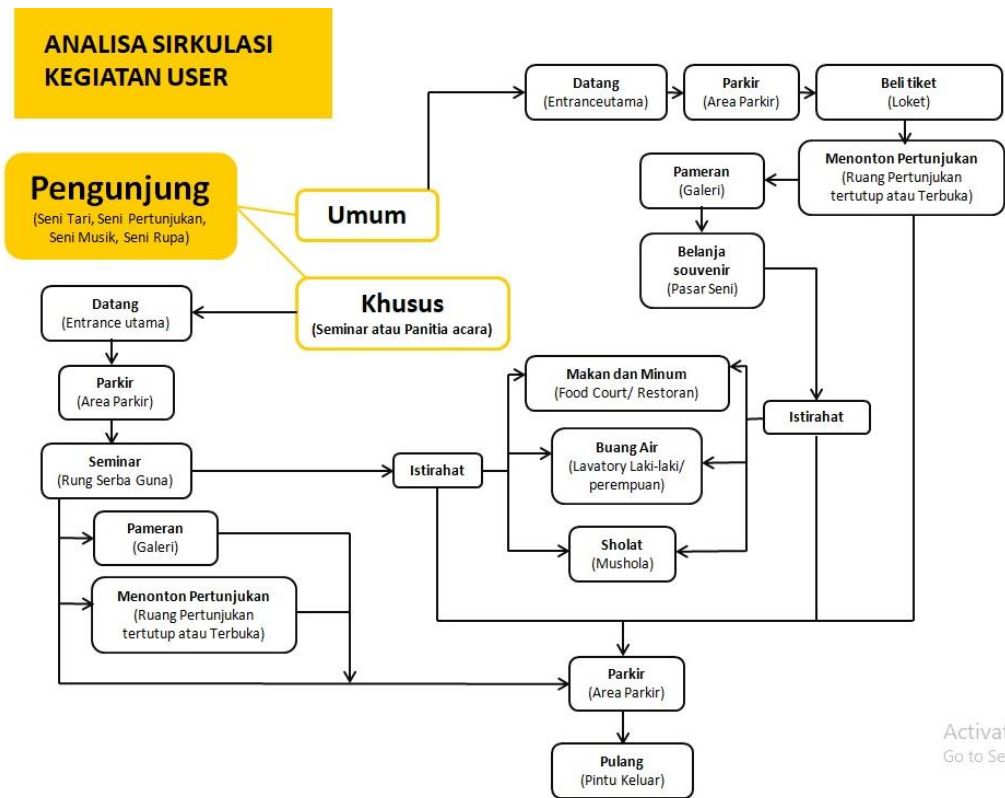 ANALISA SIRKULASI
KEGIATAN USER
Datang
(Entranceutama)
Parkir
(Area Parkir)
Beli tiket
(Loket)
Menonton Pertunjukan
(Ruang Pertunjukan
tertutup atau Terbuka)
Pameran
(Galeri)
Belanja
souvenir
(Pasar Seni)
Pengunjung
(Seni Tari, Seni Pertunjukan,
Seni Musik, Seni Rupa)
Umum
Khusus
(Seminar atau Panitia acara)
Datang
(Entrance utama)
Parkir
(Area Parkir)
Seminar
(Rung Serba Guna)
Istirahat
Makan dan Minum
(Food Court/ Restoran)
Buang Air
(Lavatory Laki-laki/
perempuan)
Sholat
(Mushola)
Istirahat
Pameran
(Galeri)
Menonton Pertunjukan
(Ruang Pertunjukan
tertutup atau Terbuka)
Parkir
(Area Parkir)
Pulang
(Pintu Keluar)
Activat
Go to Se